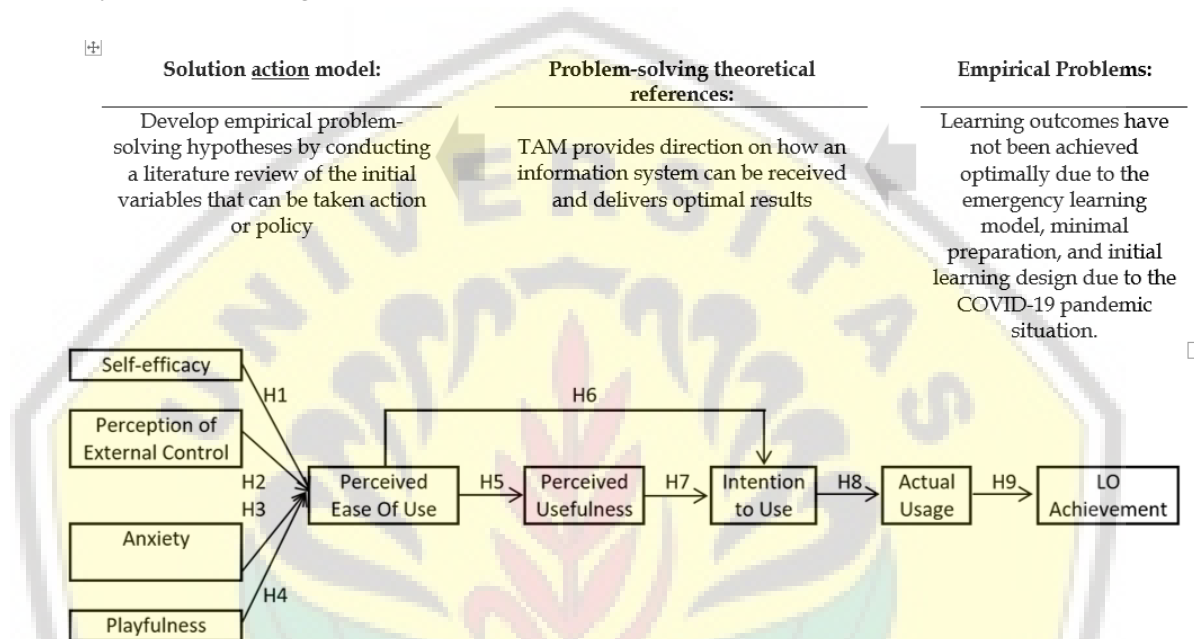 Solution action model:
Develop empirical problem-
solving hypotheses by conducting
a literature review of the initial
variables that can be taken action
or policy
Problem-solving theoretical
references:
TAM provides direction on how an
information system can be received
and delivers optimal results
Empirical Problems:
Learning outcomes have
not been achieved
optimally due to the
emergency learning
model, minimal
preparation, and initial
learning design due to the
COVID-19 pandemic
situation.
UNIVERSITAS
Self-efficacy
H1
Perception of
External Control
H2
H3
Anxiety
H4
Playfulness
Perceived
Ease Of Use
H5
H6
Perceived
Usefulness
H7
Intention
to Use
H8
Actual
Usage
H9
LO
Achievement